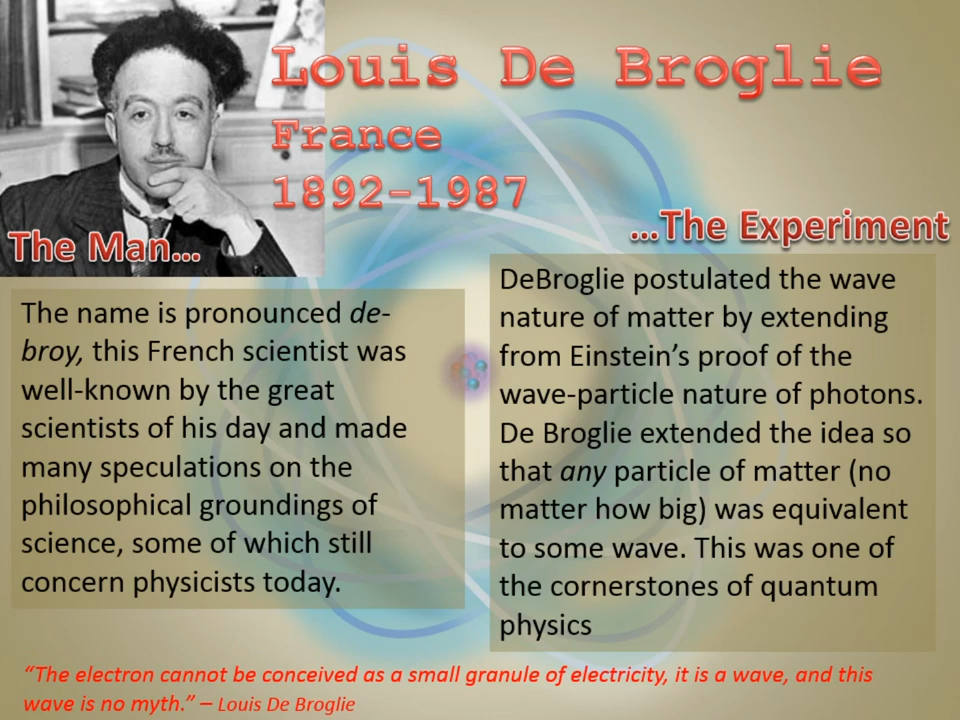 Louis De Broglie
France
1892-1987
The Man…
The name is pronounced de-
broy, this French scientist was
well-known by the great
scientists of his day and made
many speculations on the
philosophical groundings of
science, some of which still
concern physicists today.
…The Experiment
DeBroglie postulated the wave
nature of matter by extending
from Einstein’s proof of the
wave-particle nature of photons.
De Broglie extended the idea so
that any particle of matter (no
matter how big) was equivalent
to some wave. This was one of
the cornerstones of quantum
physics
“The electron cannot be conceived as a small granule of electricity, it is a wave, and this
wave is no myth.” – Louis De Broglie